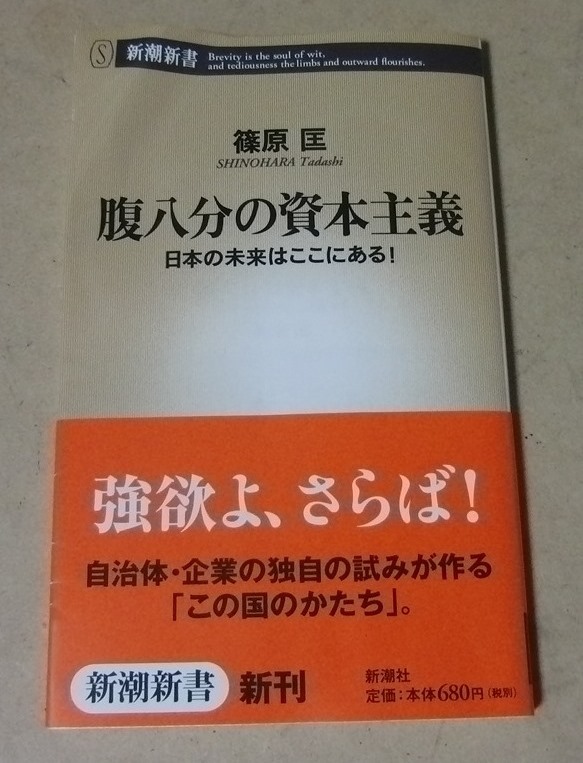 S 新潮新書
Brevity is the soul of wit,
and tediousness the limbs and outward flourishes.
篠原 匡
SHINOHARA Tadashi
腹八分の資本主義
日本の未来はここにある!
強欲よ、さらば!
自治体・企業の独自の試みが作る
「この国のかたち」。
新潮新書 新刊
新潮社
定価:本体680円(税別)